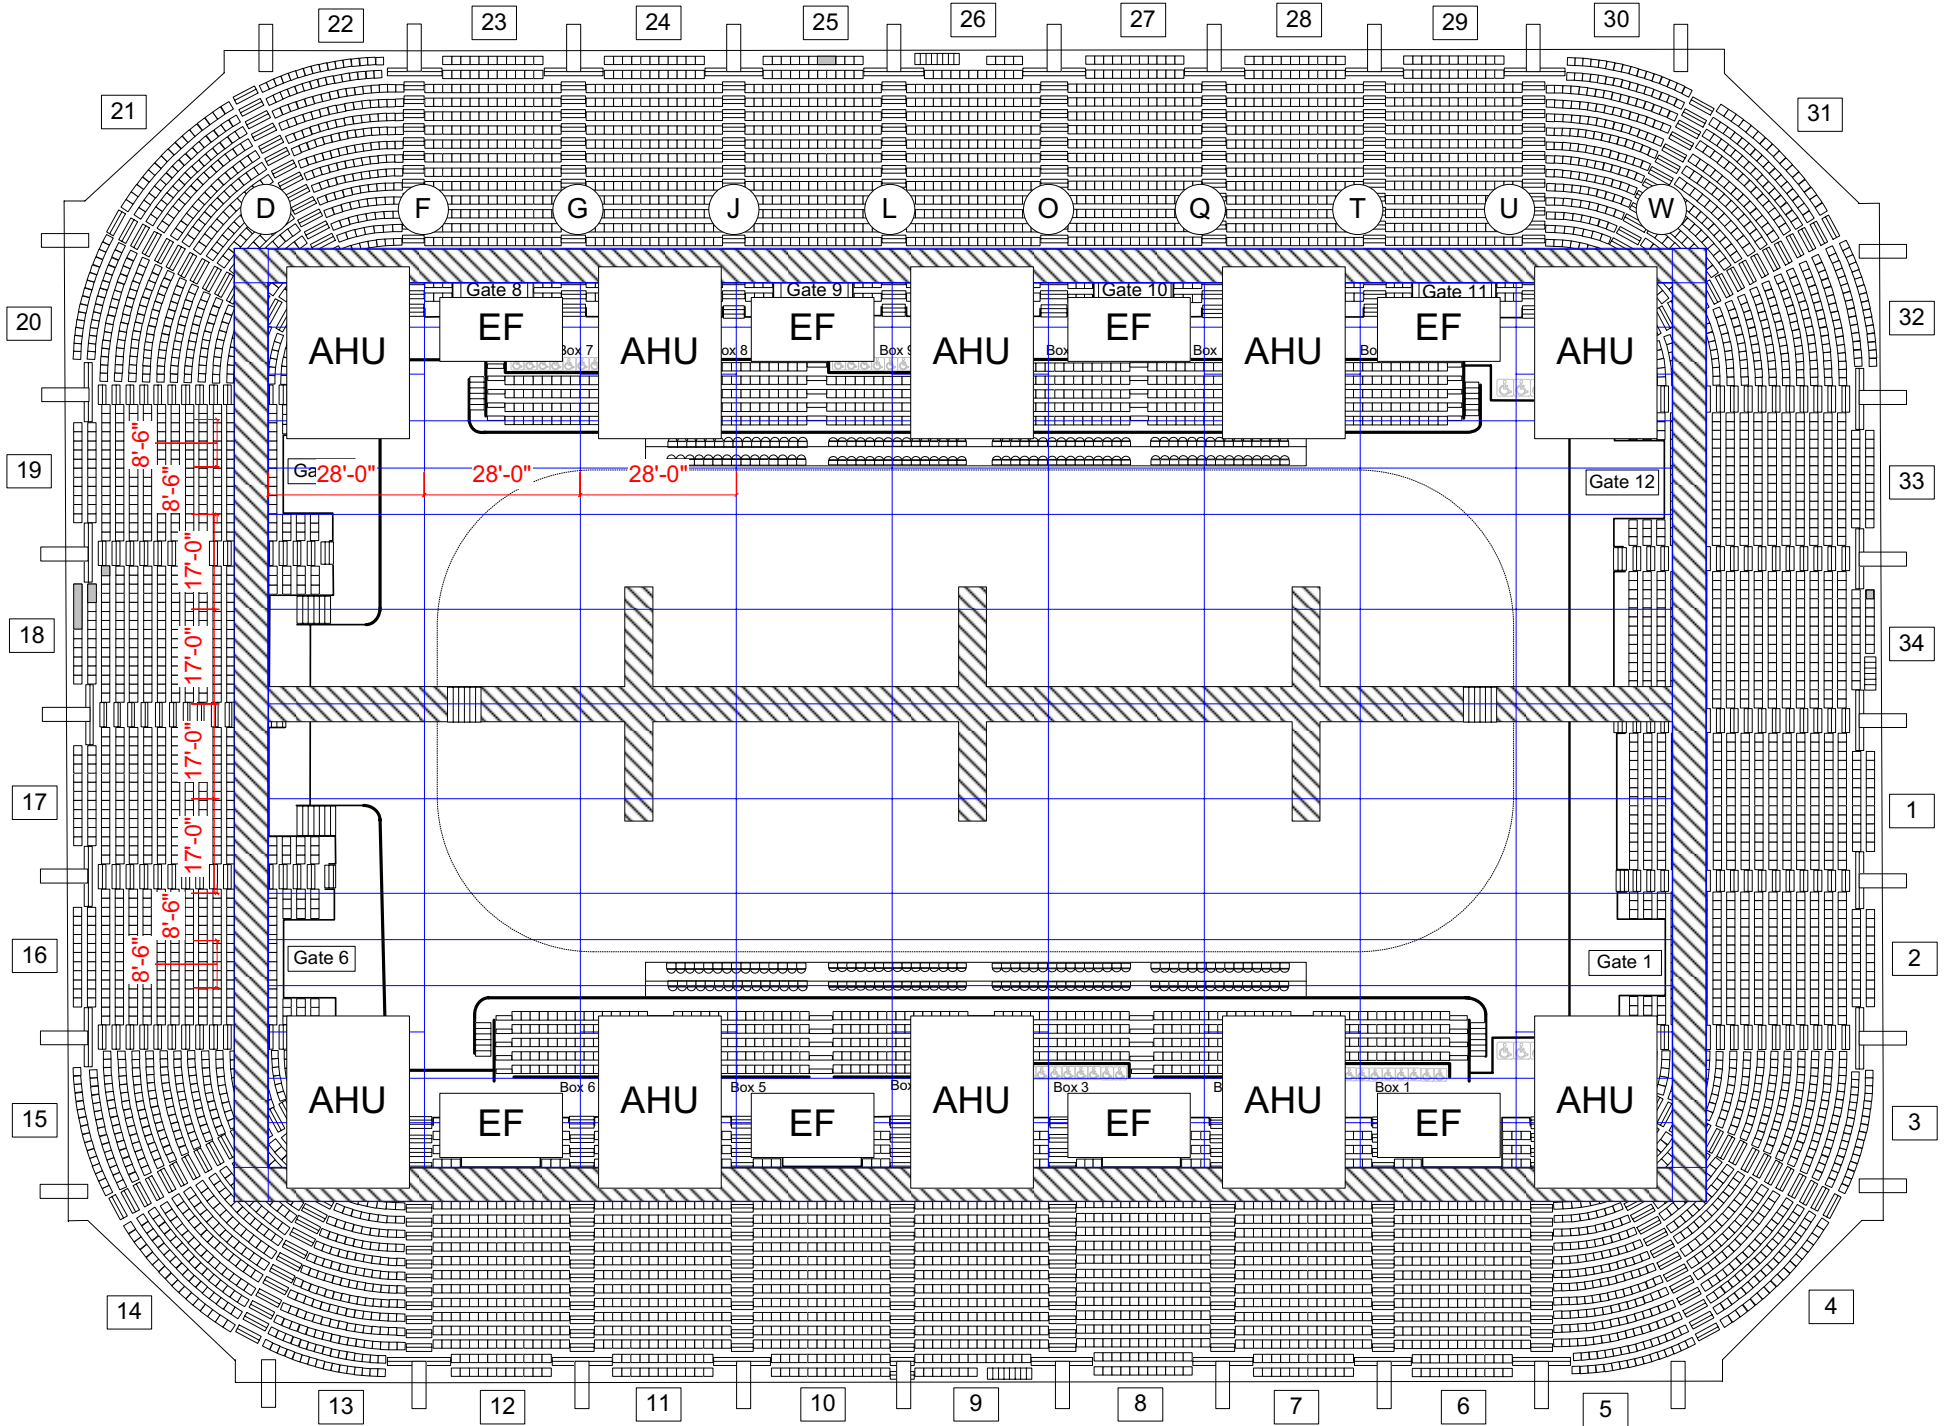 22
23
24
25
26
27
28
29
30
21
31
D
F
G
J
L
O
Q
T
U
W
20
32
Gate 8
Gate 9
Gate 10
Gate 11
EF
EF
EF
EF
AHU
AHU
AHU
AHU
AHU
Box 7
8'-6"
8'-6"
19
33
28'-0"
28'-0"
28'-0"
Gate 12
17'-0"
17'-0"
17'-0"
17'-0"
18
34
17
1
8'-6"
8'-6"
16
2
Gate 6
Gate 1
Box 6
Box 5
Box 3
Box 1
AHU
AHU
AHU
AHU
AHU
EF
EF
EF
EF
15
3
14
4
13
12
11
10
9
8
7
6
5